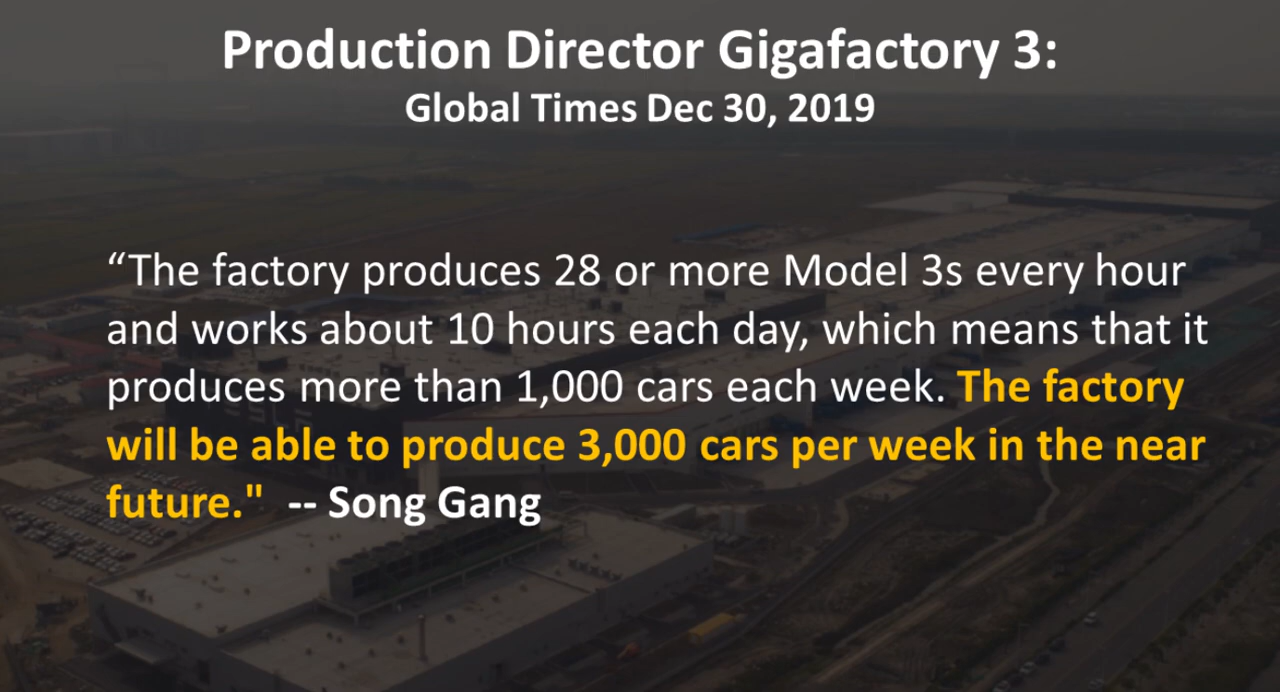 Production Director Gigafactory 3:
Global Times Dec 30, 2019
“The factory produces 28 or more Model 3s every hour
and works about 10 hours each day, which means that it
produces more than 1,000 cars each week. The factory
will be able to produce 3,000 cars per week in the near
future." -- Song Gang